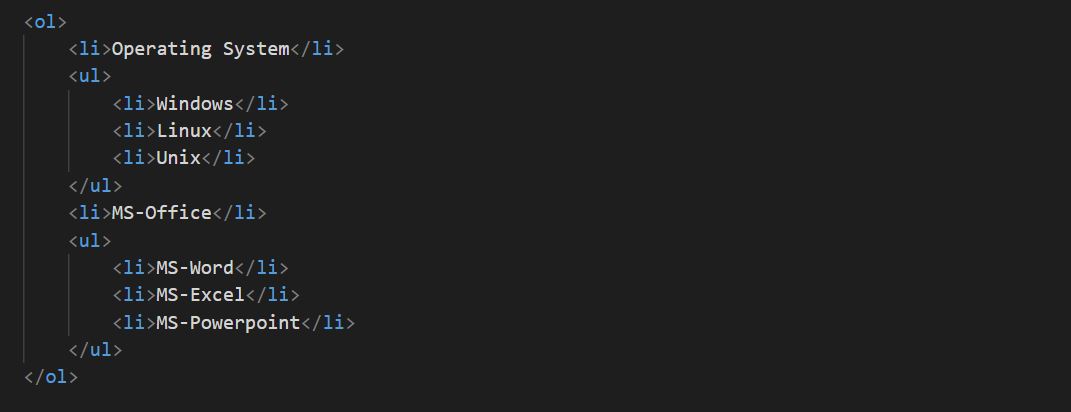 <ol>
<li>Operating System</li>
<ul>
<li>Windows</li>
<li>Linux</li>
<li>Unix</li>
</ul>
<li>MS-Office</li>
<ul>
<li>MS-Word</li>
<li>MS-Excel</li>
<li>MS-Powerpoint</li>
</ul>
</ol>